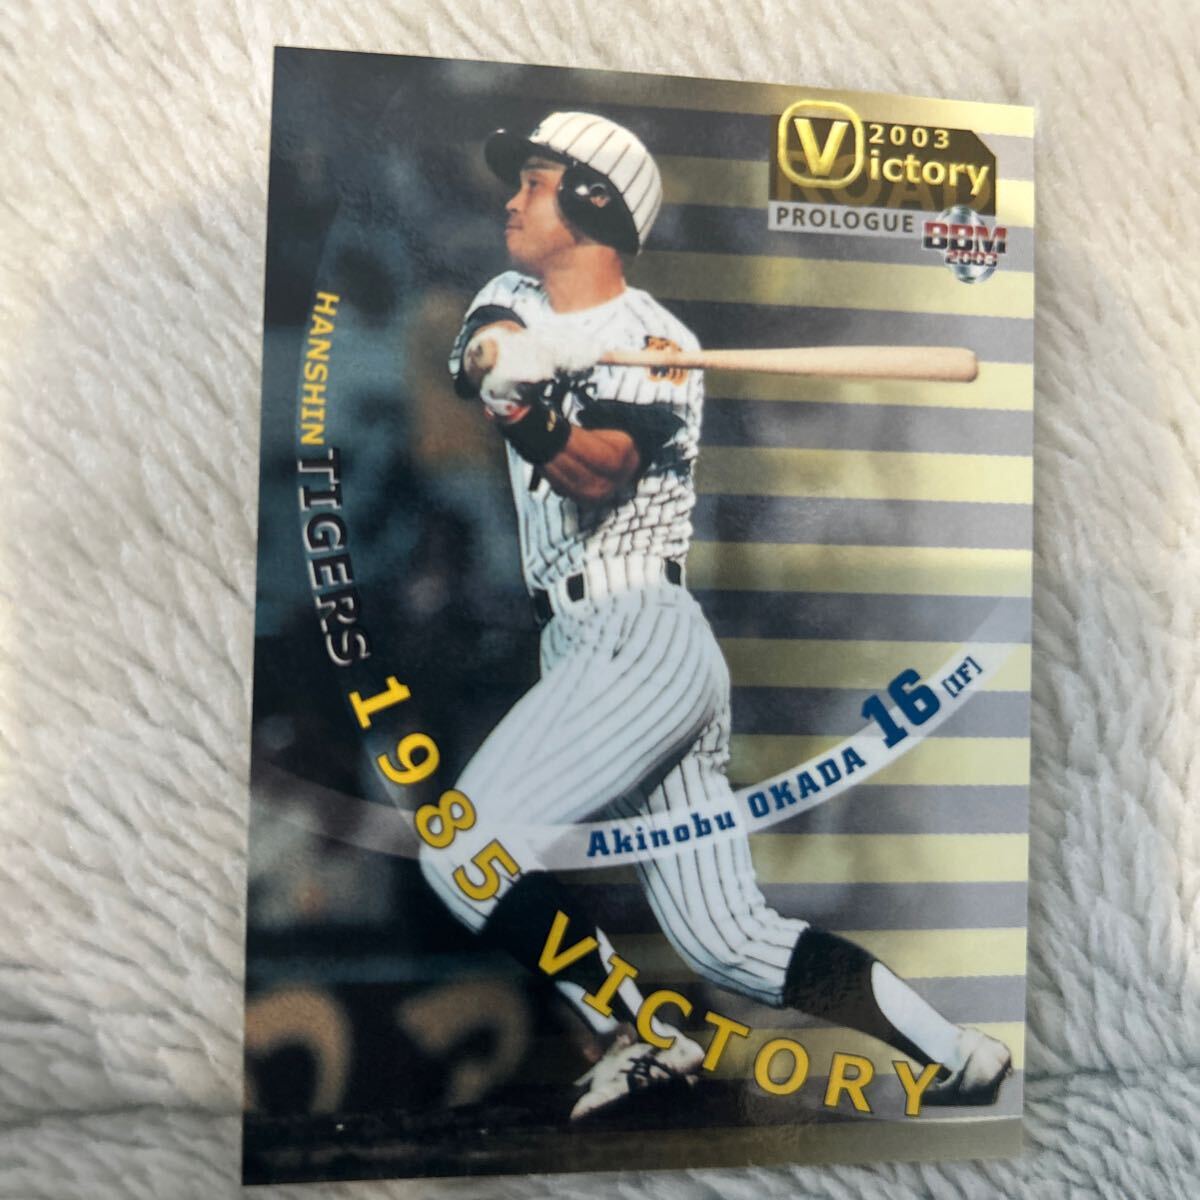 2003
Victory
ROAD
PROLOGUE
BBM
2003
HANSHIN TIGERS 1985 VICTORY
Akinobu OKADA 16 [IF]